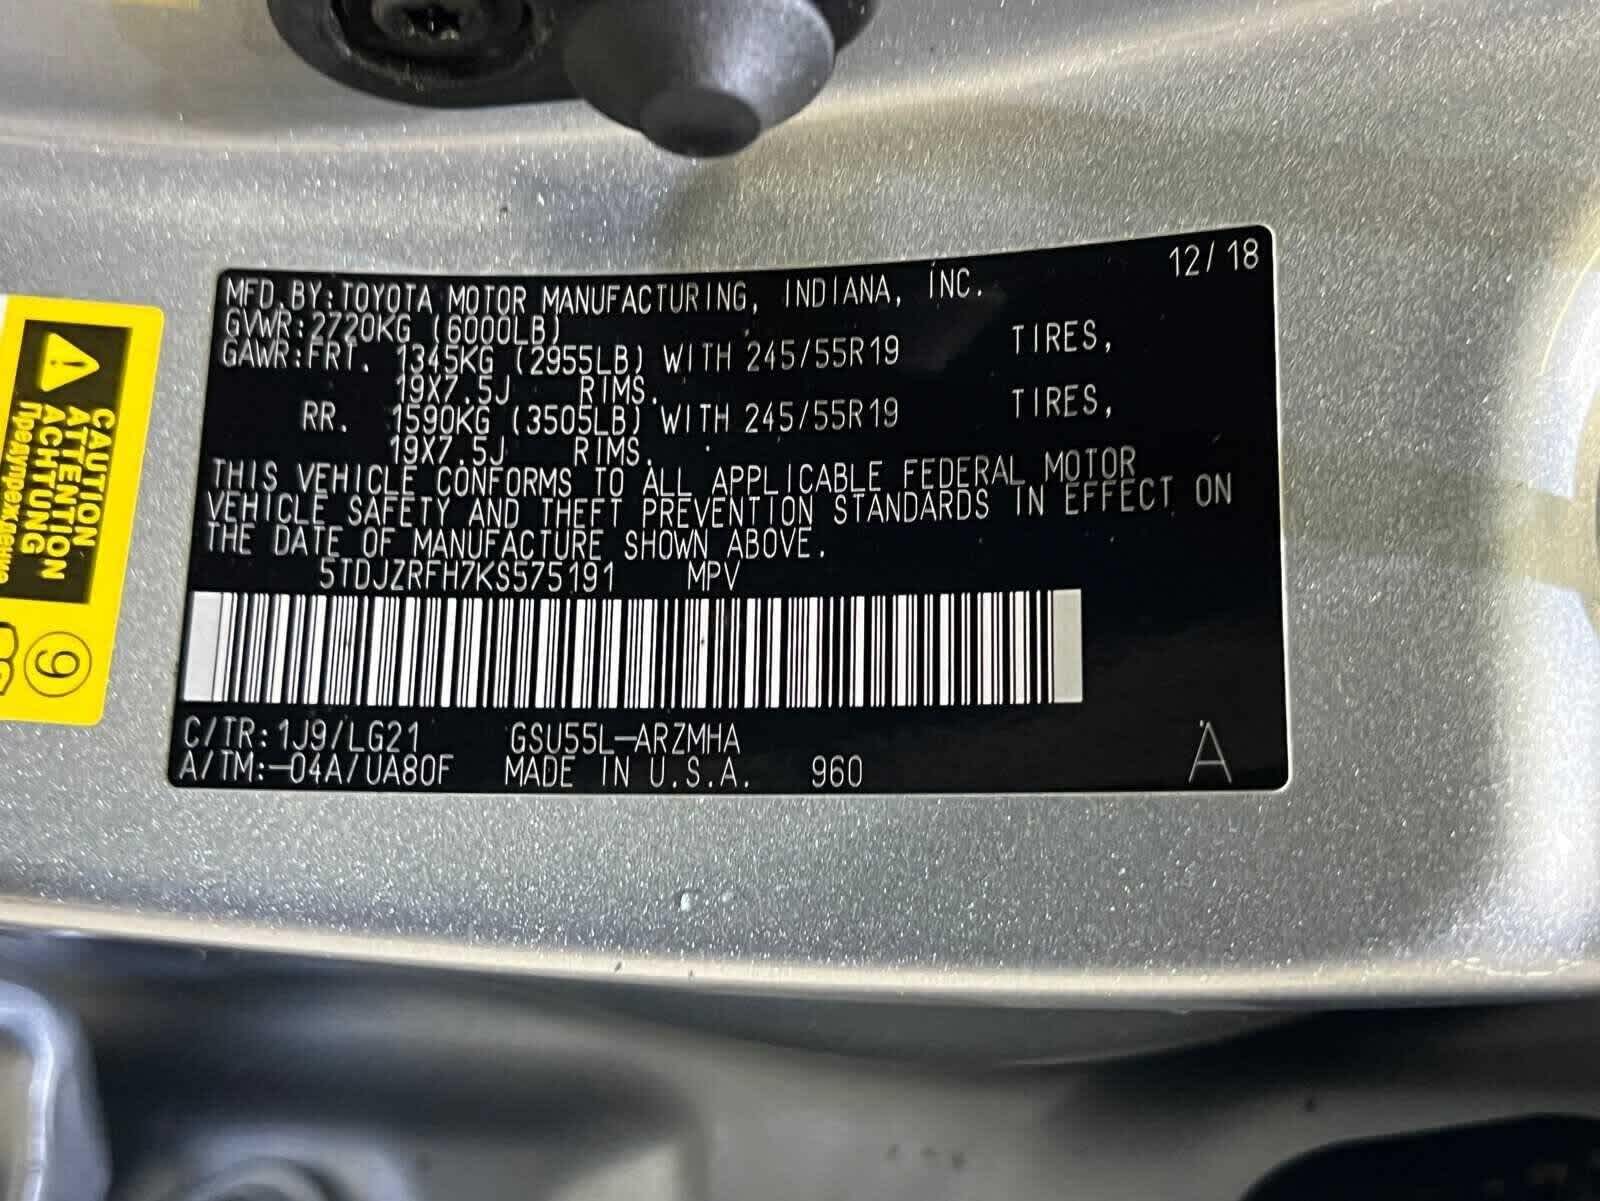 12/18
MFD.BY:TOYOTA MOTOR MANUFACTURING, INDIANA, INC.
GVWR:2720KG (6000LB)
GAWR:FRT. 1345KG (2955LB) WITH 245/55R19 TIRES,
19X7.5J RIMS.
RR. 1590KG (3505LB) WITH 245/55R19 TIRES,
19X7.5J RIMS.
THIS VEHICLE CONFORMS TO ALL APPLICABLE FEDERAL MOTOR
VEHICLE SAFETY AND THEFT PREVENTION STANDARDS IN EFFECT ON
THE DATE OF MANUFACTURE SHOWN ABOVE.
5TDJZRFH7KS575191 MPV
C/TR:1J9/LG21 GSU55L-ARZMHA
A/TM:-04A/UA80F MADE IN U.S.A. 960 A
CAUTION
ATTENTION
ACHTUNG
Предупреждение
9